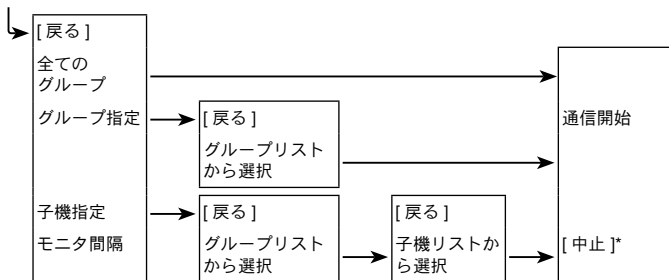 [ 戻る ]
全ての
グループ
グループ指定
[ 戻る ]
グループリスト
から選択
通信開始
子機指定
モニタ間隔
[ 戻る ]
グループリスト
から選択
[ 戻る ]
子機リストか
ら選択
[ 中止 ]*